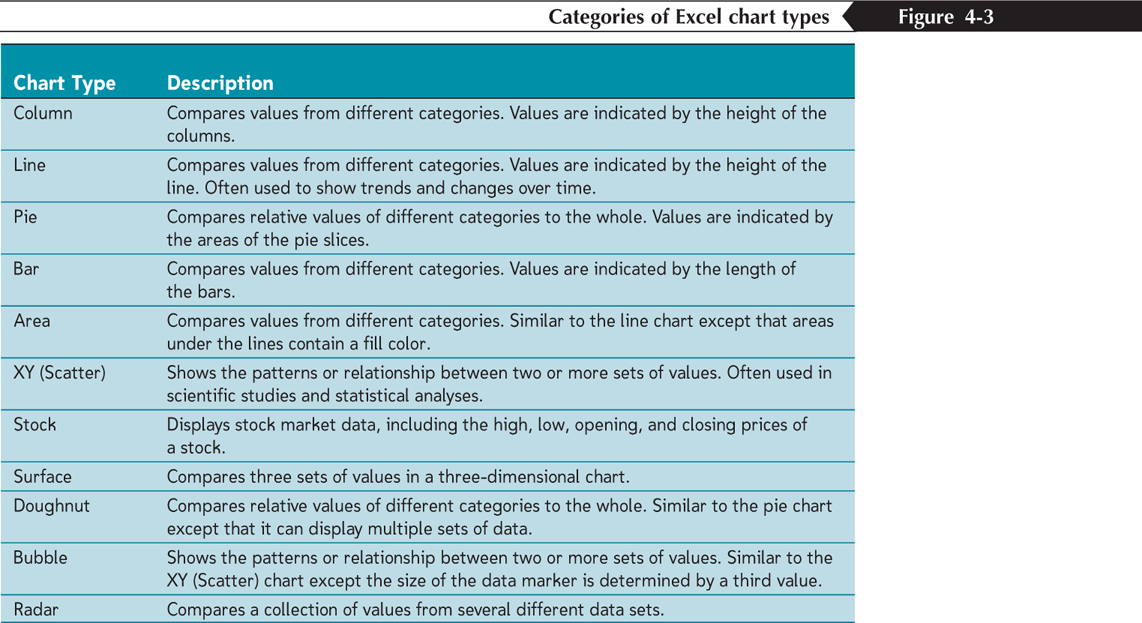 Categories of Excel chart types Figure 4-3
Chart Type Description
Column Compares values from different categories. Values are indicated by the height of the
columns.
Line Compares values from different categories. Values are indicated by the height of the
line. Often used to show trends and changes over time.
Pie Compares relative values of different categories to the whole. Values are indicated by
the areas of the pie slices.
Bar Compares values from different categories. Values are indicated by the length of
the bars.
Area Compares values from different categories. Similar to the line chart except that areas
under the lines contain a fill color.
XY (Scatter) Shows the patterns or relationship between two or more sets of values. Often used in
scientific studies and statistical analyses.
Stock Displays stock market data, including the high, low, opening, and closing prices of
a stock.
Surface Compares three sets of values in a three-dimensional chart.
Doughnut Compares relative values of different categories to the whole. Similar to the pie chart
except that it can display multiple sets of data.
Bubble Shows the patterns or relationship between two or more sets of values. Similar to the
XY (Scatter) chart except the size of the data marker is determined by a third value.
Radar Compares a collection of values from several different data sets.